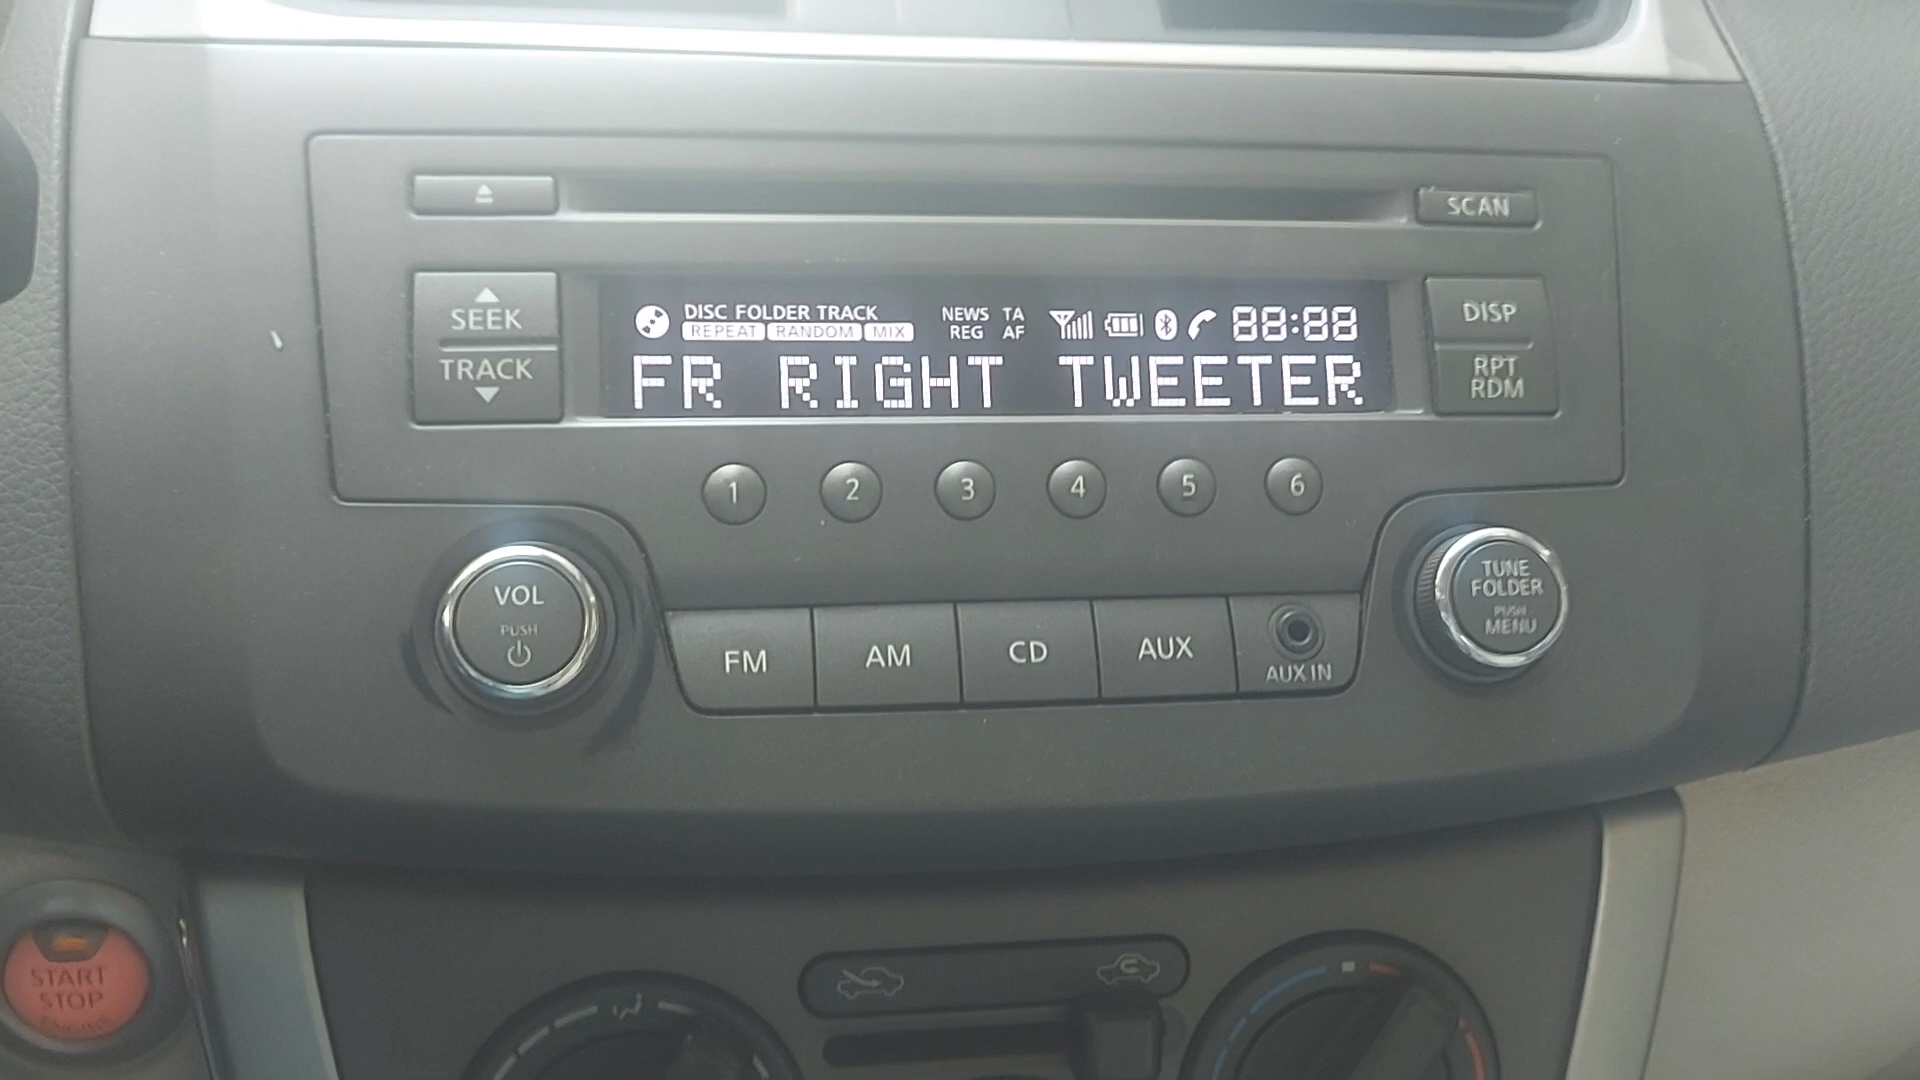 SCAN
SEEK
TRACK
DISC FOLDER TRACK
REPEAT RANDOM MIX
NEWS TA
REG AF
88:88
FR RIGHT TWEETER
DISP
RPT
RDM
1 2 3 4 5 6
VOL
PUSH
TUNE
FOLDER
PUSH
MENU
FM AM CD AUX
AUX IN
START
STOP
ENGINE